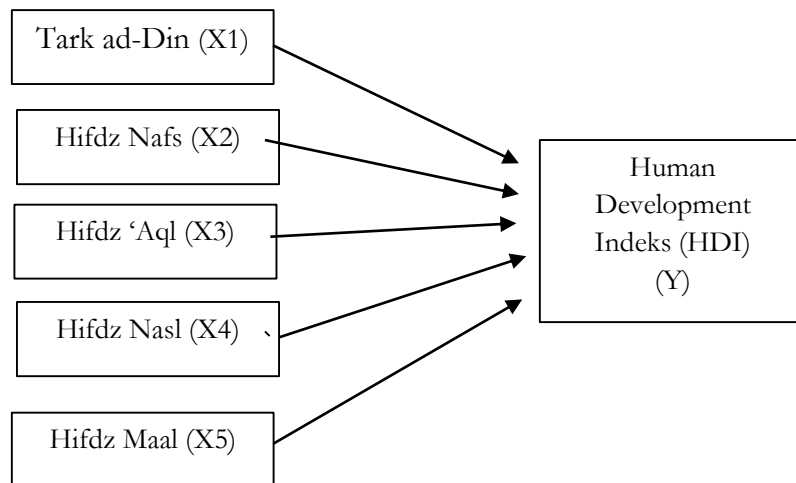 Tark ad-Din (X1)
Hifdz Nafs (X2)
Hifdz ‘Aql (X3)
Hifdz Nasl (X4)
Hifdz Maal (X5)
Human
Development
Indeks (HDI)
(Y)